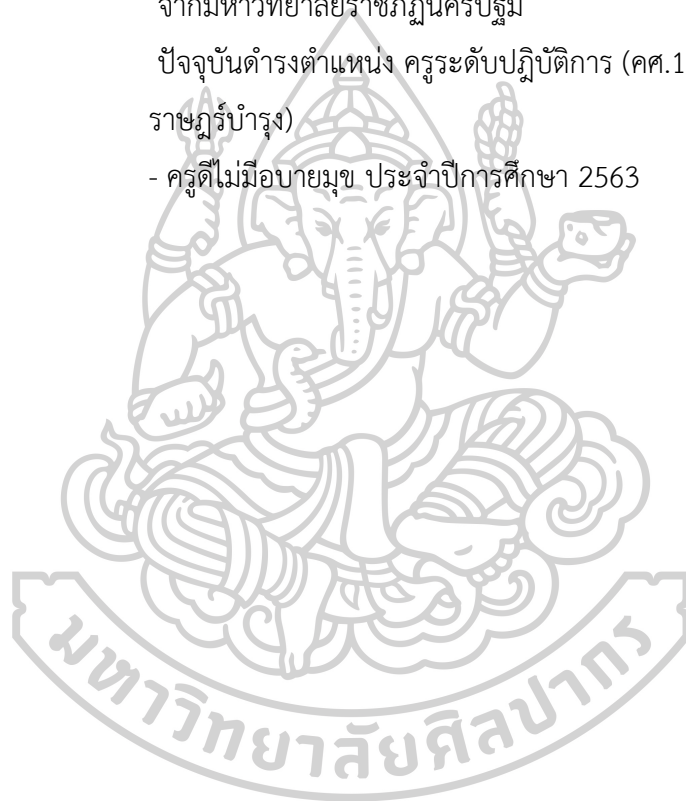 จากมหาวิทยาลัยราชภัฏนครปฐม
ปัจจุบันดำรงตำแหน่ง ครูระดับปฎิบัติการ (คศ.1
ราษฎร์บำรุง)
- ครูดีไม่มีอบายมุข ประจำปีการศึกษา 2563
มหาวิทยาลัยศิลปากร